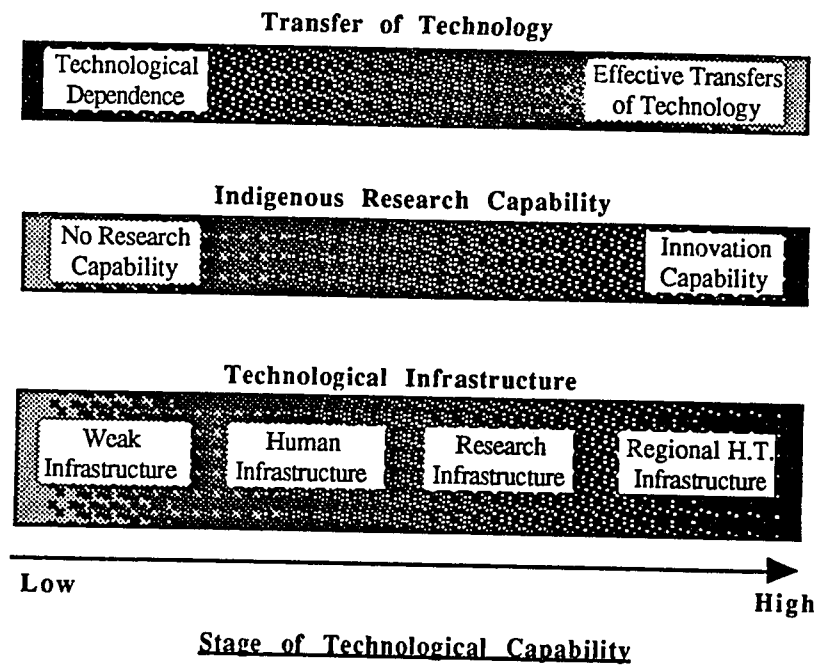 Transfer of Technology
Technological
Dependence
Effective Transfers
of Technology
Indigenous Research Capability
No Research
Capability
Innovation
Capability
Technological Infrastructure
Weak
Infrastructure
Human
Infrastructure
Research
Infrastructure
Regional H.T.
Infrastructure
Low
High
Stage of Technological Capability